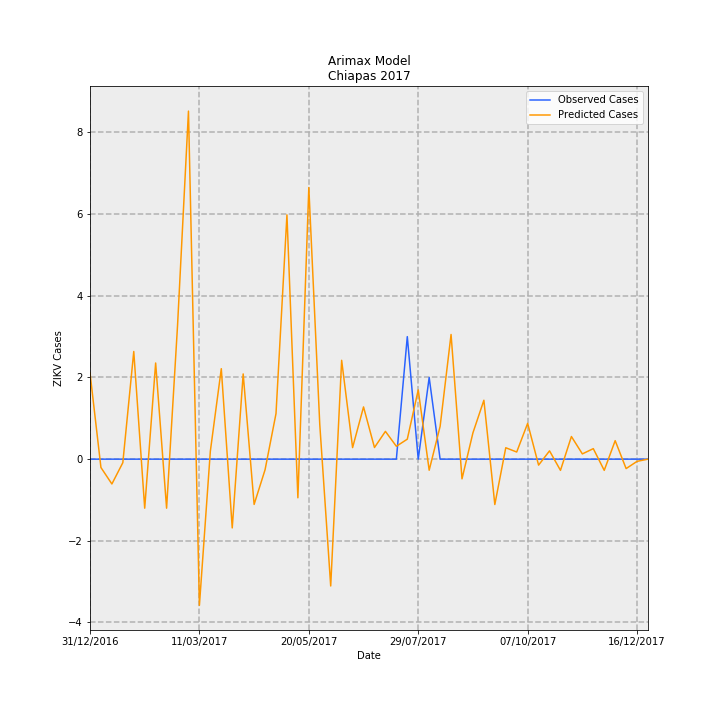 Arimax Model
Chiapas 2017
Observed Cases
Predicted Cases
ZIKV Cases
8
6
4
2
0
−2
−4
31/12/2016
11/03/2017
20/05/2017
29/07/2017
07/10/2017
16/12/2017
Date